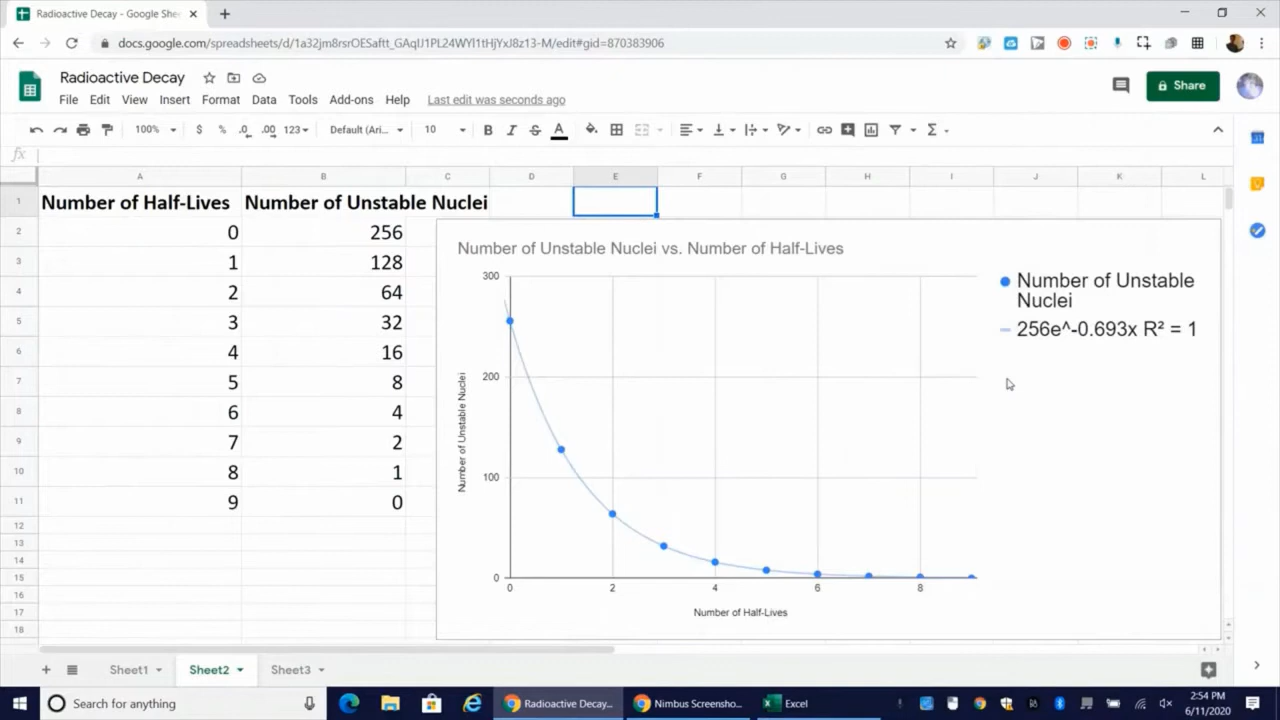 Radioactive Decay - Google Shee
docs.google.com/spreadsheets/d/1a32jm8rsrOESaftt_GAqIJ1PL24WYl1tHjYxJ8z13-M/edit#gid=870383906
Radioactive Decay
File Edit View Insert Format Data Tools Add-ons Help Last edit was seconds ago
Share
100% $ % .0 .00 123 Default (Ari... 10 B I S A Σ
fx
A B C D E F G H I J K L
1 Number of Half-Lives Number of Unstable Nuclei
2 0 256
3 1 128
4 2 64
5 3 32
6 4 16
7 5 8
8 6 4
9 7 2
10 8 1
11 9 0
12
13
14
15
16
17
18
Number of Unstable Nuclei vs. Number of Half-Lives
300
200
100
0
Number of Unstable Nuclei
0 2 4 6 8
Number of Half-Lives
Number of Unstable
Nuclei
256e^-0.693x R² = 1
+ Sheet1 Sheet2 Sheet3
Search for anything
Radioactive Decay... Nimbus Screensho... Excel
2:54 PM
6/11/2020